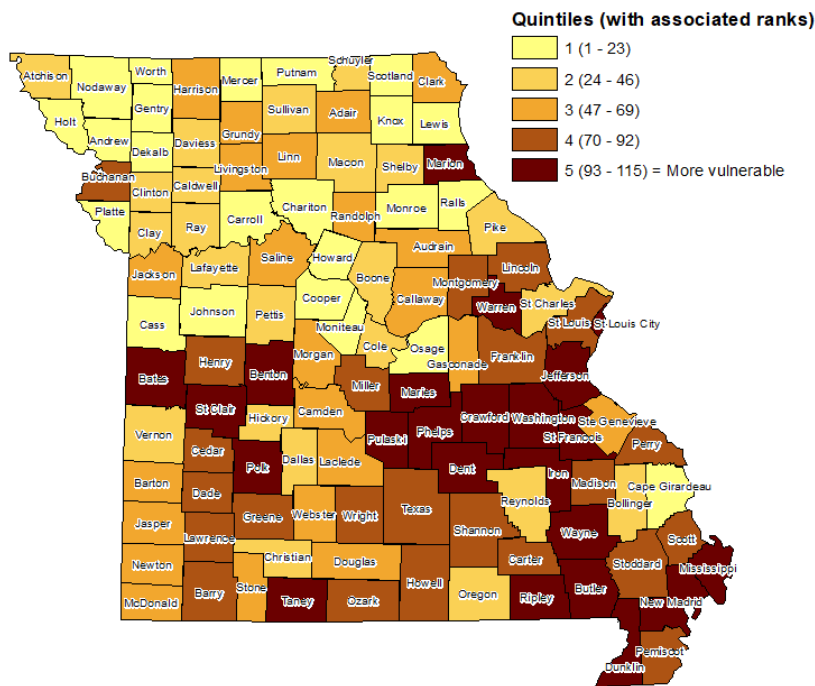 Quintiles (with associated ranks)
1 (1 - 23)
2 (24 - 46)
3 (47 - 69)
4 (70 - 92)
5 (93 - 115) = More vulnerable
Atchison
Nodaway
Worth
Harrison
Mercer
Putnam
Schuyler
Scotland
Clark
Holt
Gentry
Andrew
Dekalb
Daviess
Grundy
Sullivan
Adair
Knox
Lewis
Buchanan
Clinton
Caldwell
Livingston
Linn
Macon
Shelby
Marion
Platte
Clay
Ray
Carroll
Chariton
Randolph
Monroe
Ralls
Pike
Jackson
Lafayette
Saline
Howard
Boone
Audrain
Callaway
Montgomery
Lincoln
Warren
St Charles
St Louis
St Louis City
Cass
Johnson
Pettis
Cooper
Moniteau
Cole
Osage
Gasconade
Franklin
Jefferson
Bates
Henry
Benton
Morgan
Miller
Maries
St Clair
Hickory
Camden
Pulaski
Phelps
Crawford
Washington
Ste Genevieve
St Francois
Perry
Vernon
Cedar
Polk
Dallas
Laclede
Dent
Iron
Madison
Bollinger
Cape Girardeau
Barton
Dade
Greene
Webster
Wright
Texas
Reynolds
Shannon
Wayne
Jasper
Lawrence
Christian
Douglas
Carter
Stoddard
Scott
Mississippi
Newton
McDonald
Barry
Stone
Taney
Ozark
Howell
Oregon
Ripley
Butler
New Madrid
Dunklin
Pemiscot